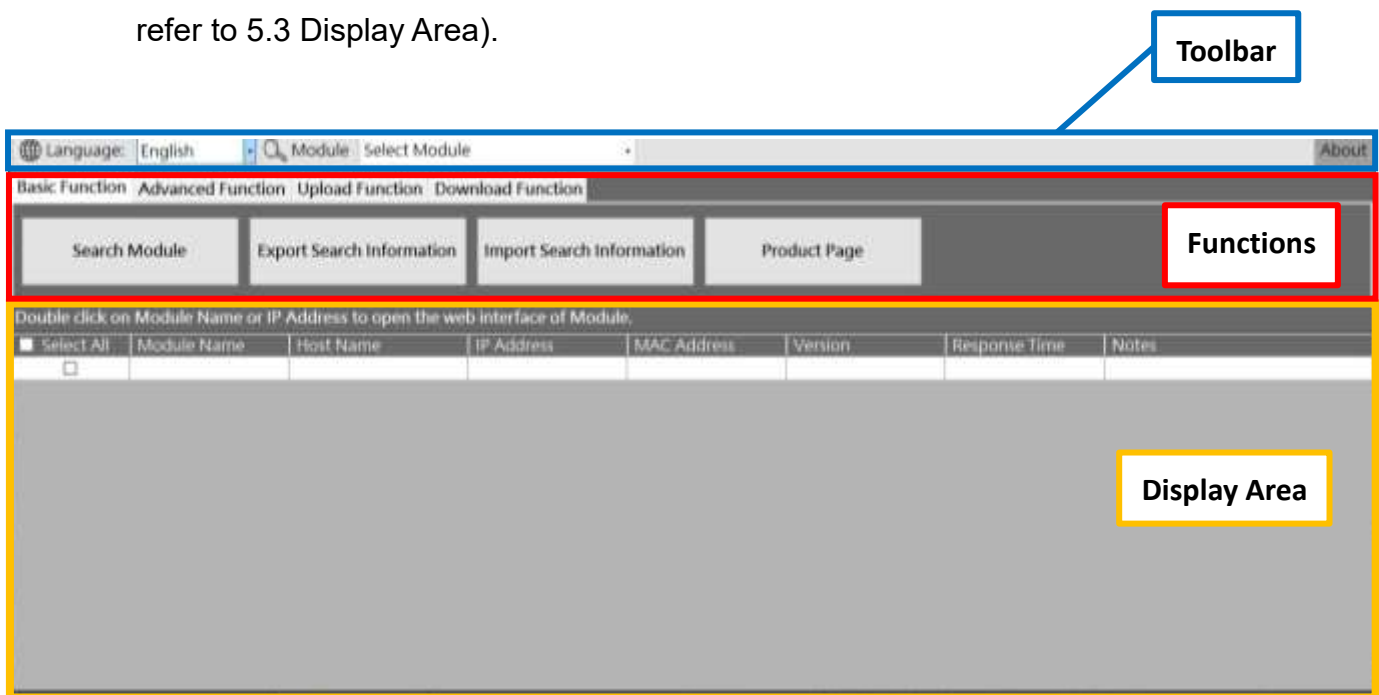 refer to 5.3 Display Area).
Toolbar
Language: English Module Select Module About
Basic Function Advanced Function Upload Function Download Function
Search Module Export Search Information Import Search Information Product Page
Functions
Double click on Module Name or IP Address to open the web interface of Module.
Select All Module Name Host Name IP Address MAC Address Version Response Time Notes
Display Area